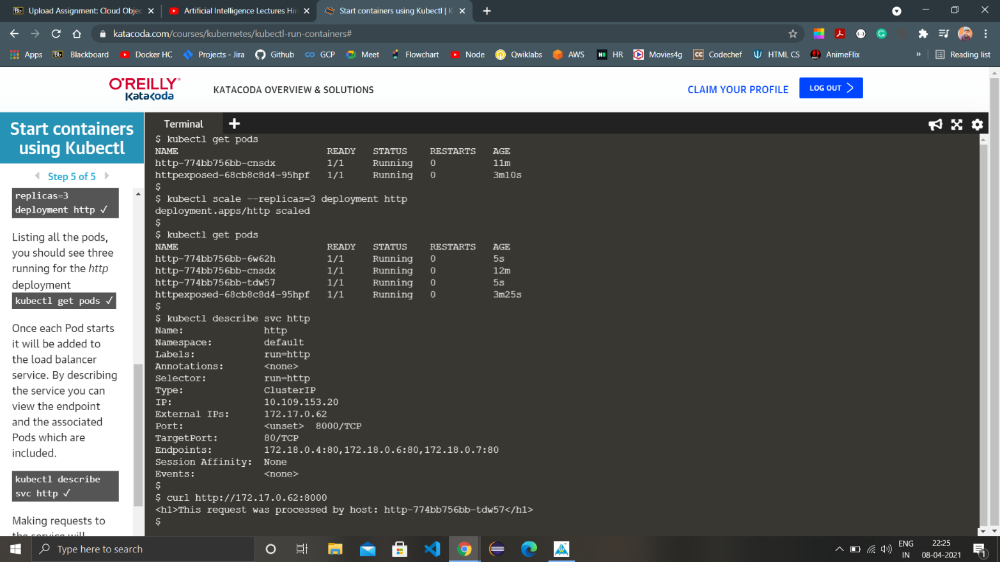 Upload Assignment: Cloud Objec
Artificial Intelligence Lectures Hin
Start containers using Kubectl | K
katacoda.com/courses/kubernetes/kubectl-run-containers#
Apps
Bb Blackboard
Docker HC
Projects - Jira
Github
GCP
Meet
Flowchart
Node
Qwiklabs
AWS
HR
Movies4g
CC Codechef
HTML CS
AnimeFlix
»
Reading list
O'REILLY
Katacoda
KATACODA OVERVIEW & SOLUTIONS
CLAIM YOUR PROFILE
LOG OUT
Start containers
using Kubectl
Step 5 of 5
replicas=3
deployment http ✓
Listing all the pods,
you should see three
running for the http
deployment
kubectl get pods ✓
Once each Pod starts
it will be added to
the load balancer
service. By describing
the service you can
view the endpoint
and the associated
Pods which are
included.
kubectl describe
svc http ✓
Making requests to
the service will
Terminal
$ kubectl get pods
NAME READY STATUS RESTARTS AGE
http-774bb756bb-cnsdx 1/1 Running 0 11m
httpexposed-68cb8c8d4-95hpf 1/1 Running 0 3m10s
$
$ kubectl scale --replicas=3 deployment http
deployment.apps/http scaled
$
$ kubectl get pods
NAME READY STATUS RESTARTS AGE
http-774bb756bb-6w62h 1/1 Running 0 5s
http-774bb756bb-cnsdx 1/1 Running 0 12m
http-774bb756bb-tdw57 1/1 Running 0 5s
httpexposed-68cb8c8d4-95hpf 1/1 Running 0 3m25s
$
$ kubectl describe svc http
Name: http
Namespace: default
Labels: run=http
Annotations: <none>
Selector: run=http
Type: ClusterIP
IP: 10.109.153.20
External IPs: 172.17.0.62
Port: <unset> 8000/TCP
TargetPort: 80/TCP
Endpoints: 172.18.0.4:80,172.18.0.6:80,172.18.0.7:80
Session Affinity: None
Events: <none>
$
$ curl http://172.17.0.62:8000
<h1>This request was processed by host: http-774bb756bb-tdw57</h1>
$
Type here to search
ENG
IN
22:25
08-04-2021
1